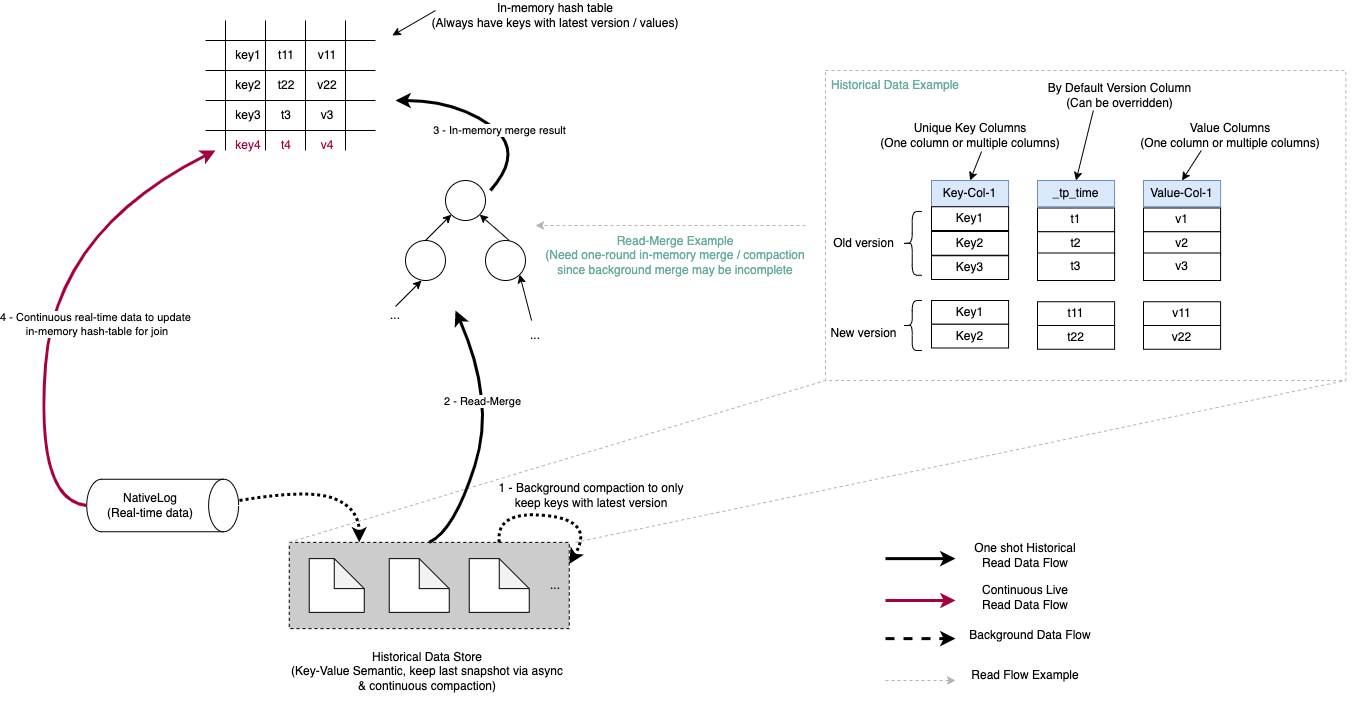 In-memory hash table
(Always have keys with latest version / values)
key1 t11 v11
key2 t22 v22
key3 t3 v3
key4 t4 v4
3 - In-memory merge result
Read-Merge Example
(Need one-round in-memory merge / compaction
since background merge may be incomplete
...
...
4 - Continuous real-time data to update
in-memory hash-table for join
2 - Read-Merge
NativeLog
(Real-time data)
1 - Background compaction to only
keep keys with latest version
...
Historical Data Store
(Key-Value Semantic, keep last snapshot via async
& continuous compaction)
Historical Data Example
By Default Version Column
(Can be overridden)
Unique Key Columns
(One column or multiple columns)
Value Columns
(One column or multiple columns)
Key-Col-1 _tp_time Value-Col-1
Old version
Key1 t1 v1
Key2 t2 v2
Key3 t3 v3
New version
Key1 t11 v11
Key2 t22 v22
One shot Historical
Read Data Flow
Continuous Live
Read Data Flow
Background Data Flow
Read Flow Example